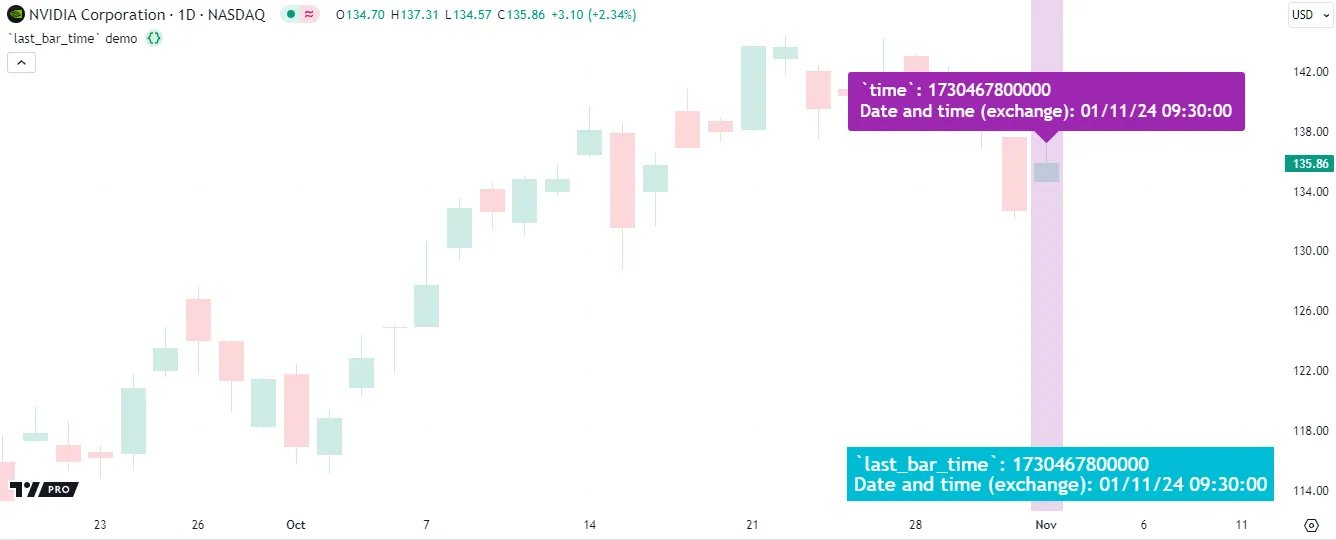 NVIDIA Corporation · 1D · NASDAQ O134.70 H137.31 L134.57 C135.86 +3.10 (+2.34%)
USD
`last_bar_time` demo {}
142.00
`time`: 1730467800000
Date and time (exchange): 01/11/24 09:30:00
138.00
135.86
134.00
130.00
126.00
122.00
118.00
`last_bar_time`: 1730467800000
Date and time (exchange): 01/11/24 09:30:00
114.00
PRO
23 26 Oct 7 14 21 28 Nov 6 11